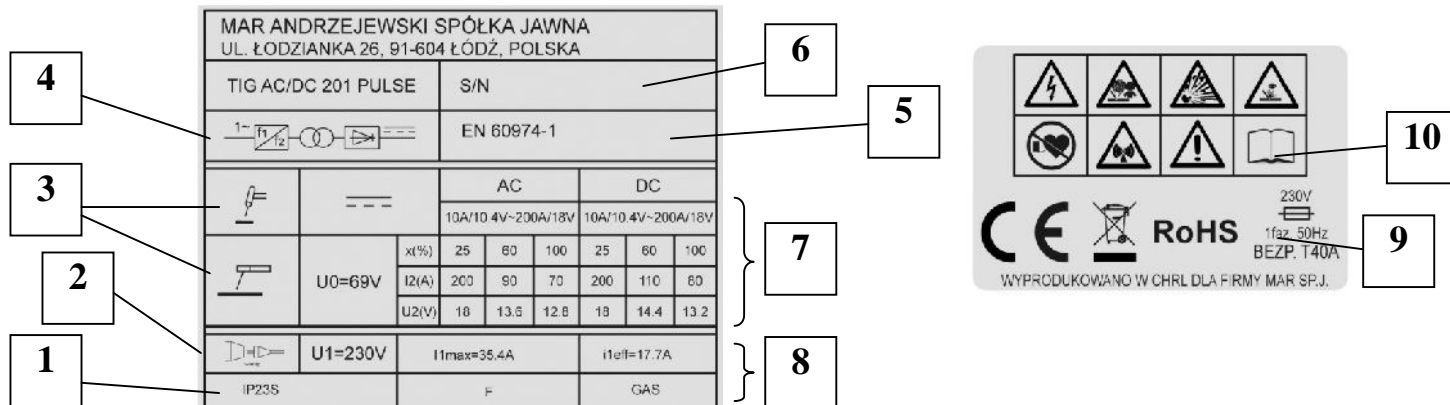 MAR ANDRZEJEWSKI SPÓŁKA JAWNA
UL. ŁODZIANKA 26, 91-604 ŁÓDŹ, POLSKA
TIG AC/DC 201 PULSE S/N
1~ f1 f2 EN 60974-1
AC DC
10A/10.4V~200A/18V 10A/10.4V~200A/18V
U0=69V
x(%) 25 60 100 25 60 100
I2(A) 200 90 70 200 110 80
U2(V) 18 13.6 12.8 18 14.4 13.2
U1=230V I1max=35.4A i1eff=17.7A
IP23S F GAS
4
3
2
1
6
5
7
8
CE RoHS
230V
1faz. 50Hz
BEZP. T40A
WYPRODUKOWANO W CHRL DLA FIRMY MAR SP.J.
10
9